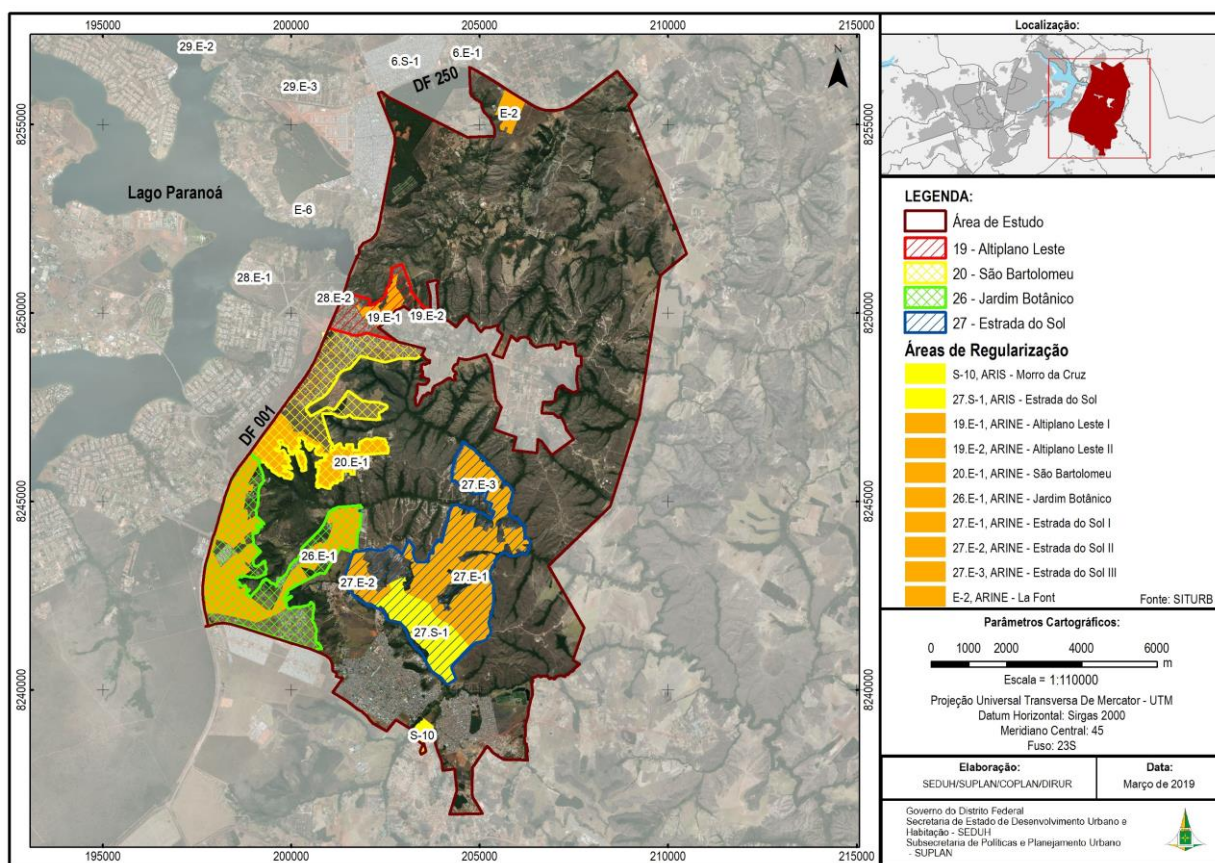 195000
200000
205000
210000
215000
8255000
8250000
8245000
8240000
29.E-2
6.E-1
6.S-1
DF 250
29.E-3
E-2
N
Lago Paranoá
E-6
28.E-1
28.E-2
19.E-1
19.E-2
DF 001
20.E-1
27.E-3
26.E-1
27.E-2
27.E-1
27.S-1
S-10
8255000
8250000
8245000
8240000
195000
200000
205000
210000
215000
Localização:
LEGENDA:
Área de Estudo
19 - Altiplano Leste
20 - São Bartolomeu
26 - Jardim Botânico
27 - Estrada do Sol
Áreas de Regularização
S-10, ARIS - Morro da Cruz
27.S-1, ARIS - Estrada do Sol
19.E-1, ARINE - Altiplano Leste I
19.E-2, ARINE - Altiplano Leste II
20.E-1, ARINE - São Bartolomeu
26.E-1, ARINE - Jardim Botânico
27.E-1, ARINE - Estrada do Sol I
27.E-2, ARINE - Estrada do Sol II
27.E-3, ARINE - Estrada do Sol III
E-2, ARINE - La Font
Fonte: SITURB
Parâmetros Cartográficos:
0 1000 2000 4000 6000
m
Escala = 1:110000
Projeção Universal Transversa De Mercator - UTM
Datum Horizontal: Sirgas 2000
Meridiano Central: 45
Fuso: 23S
Elaboração:
SEDUH/SUPLAN/COPLAN/DIRUR
Data:
Março de 2019
Governo do Distrito Federal
Secretaria de Estado de Desenvolvimento Urbano e
Habitação - SEDUH
Subsecretaria de Políticas e Planejamento Urbano
- SUPLAN